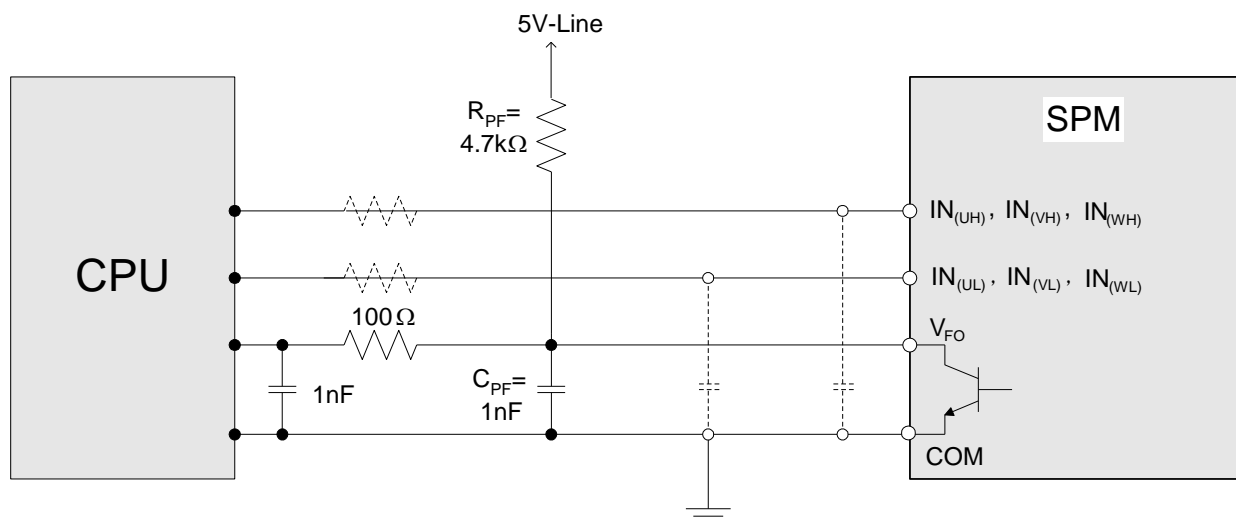 5V-Line
R_PF=
4.7kΩ
SPM
IN_(UH), IN_(VH), IN_(WH)
CPU
IN_(UL), IN_(VL), IN_(WL)
100Ω
V_FO
C_PF=
1nF
1nF
COM